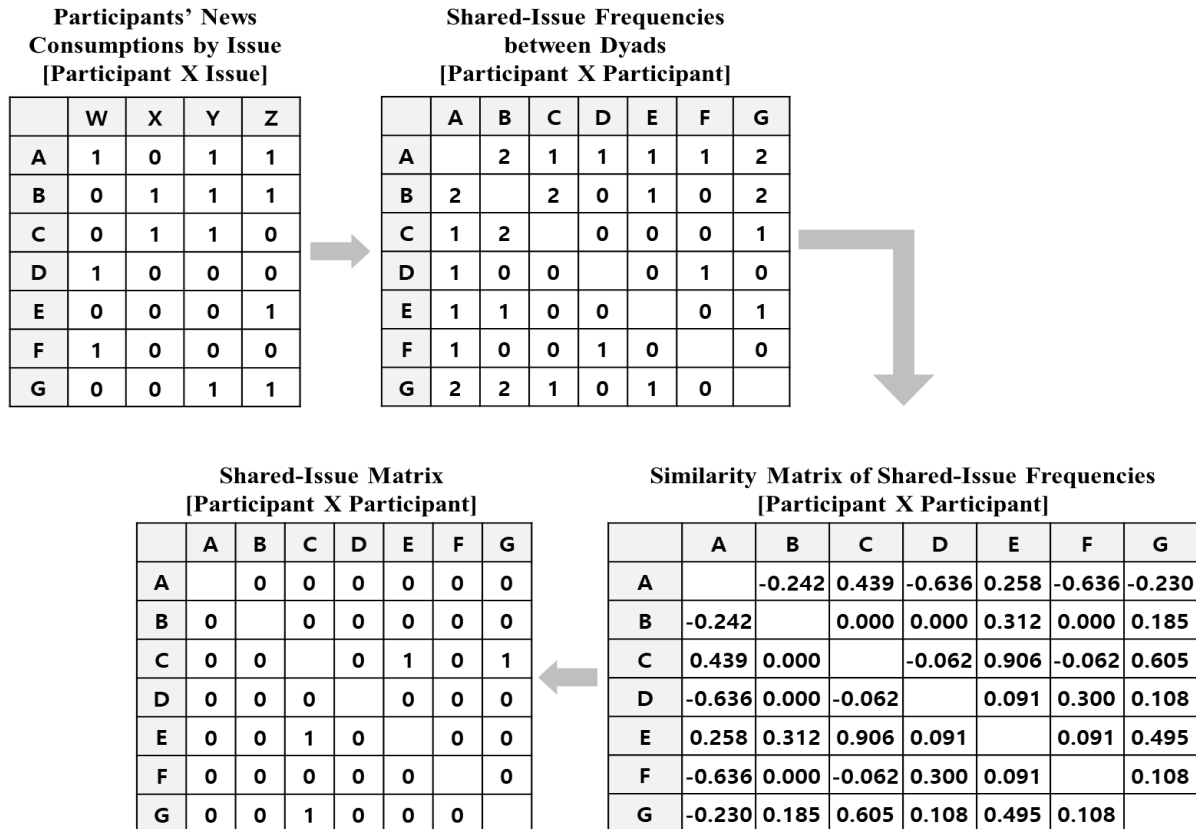 Participants' News
Consumptions by Issue
[Participant X Issue]
W X Y Z
A 1 0 1 1
B 0 1 1 1
C 0 1 1 0
D 1 0 0 0
E 0 0 0 1
F 1 0 0 0
G 0 0 1 1
Shared-Issue Frequencies
between Dyads
[Participant X Participant]
A B C D E F G
A 2 1 1 1 1 2
B 2 2 0 1 0 2
C 1 2 0 0 0 1
D 1 0 0 0 1 0
E 1 1 0 0 0 1
F 1 0 0 1 0 0
G 2 2 1 0 1 0
Shared-Issue Matrix
[Participant X Participant]
A B C D E F G
A 0 0 0 0 0 0
B 0 0 0 0 0 0
C 0 0 0 1 0 1
D 0 0 0 0 0 0
E 0 0 1 0 0 0
F 0 0 0 0 0 0
G 0 0 1 0 0 0
Similarity Matrix of Shared-Issue Frequencies
[Participant X Participant]
A B C D E F G
A -0.242 0.439 -0.636 0.258 -0.636 -0.230
B -0.242 0.000 0.000 0.312 0.000 0.185
C 0.439 0.000 -0.062 0.906 -0.062 0.605
D -0.636 0.000 -0.062 0.091 0.300 0.108
E 0.258 0.312 0.906 0.091 0.091 0.495
F -0.636 0.000 -0.062 0.300 0.091 0.108
G -0.230 0.185 0.605 0.108 0.495 0.108